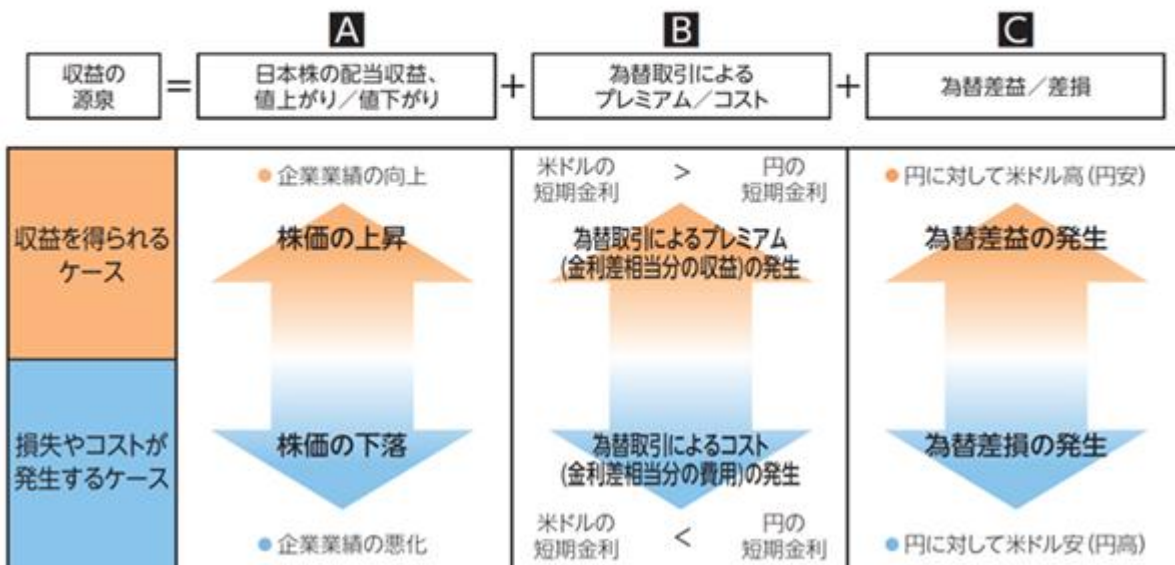 A
B
C
収益の
源泉
=
日本株の配当収益、
値上がり/値下がり
+
為替取引による
プレミアム/コスト
+
為替差益/差損
収益を得られる
ケース
●企業業績の向上
株価の上昇
米ドルの
短期金利
>
円の
短期金利
為替取引によるプレミアム
(金利差相当分の収益)の発生
●円に対して米ドル高(円安)
為替差益の発生
損失やコストが
発生するケース
株価の下落
●企業業績の悪化
為替取引によるコスト
(金利差相当分の費用)の発生
米ドルの
短期金利
<
円の
短期金利
為替差損の発生
●円に対して米ドル安(円高)